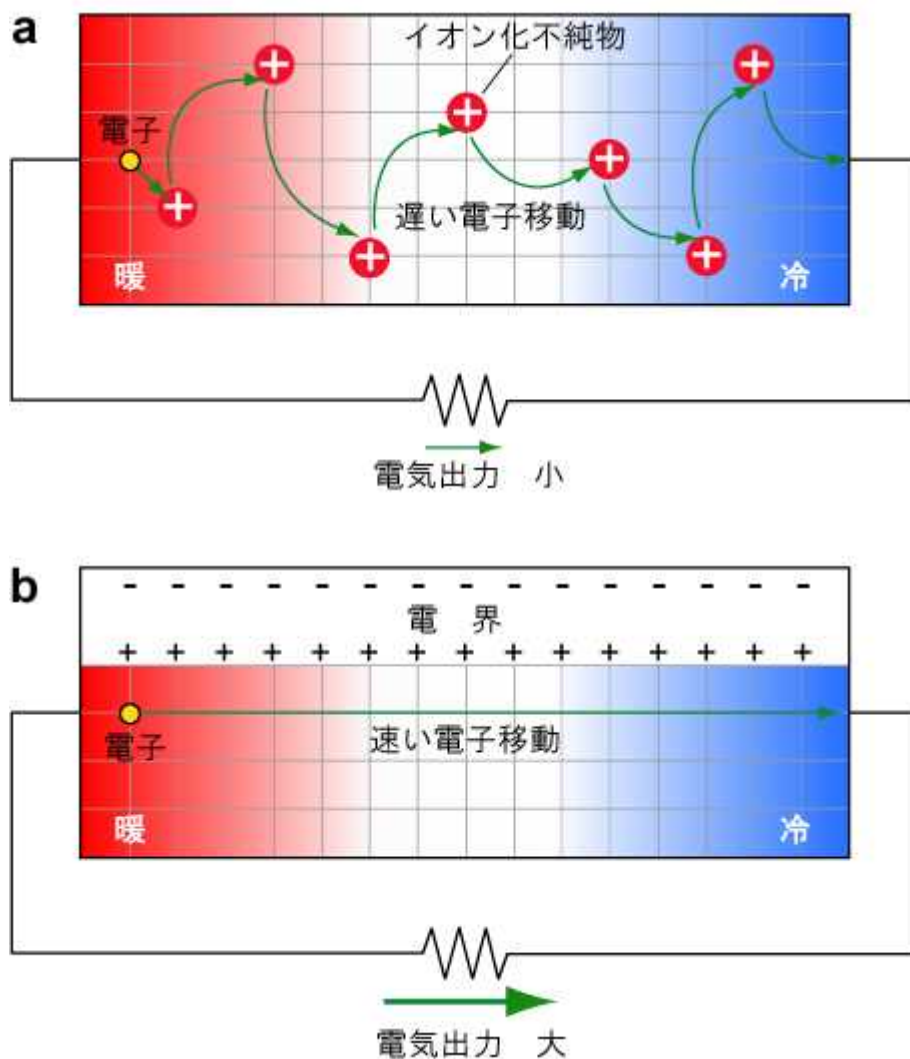 a
イオン化不純物
電子
遅い電子移動
暖
冷
電気出力 小
b
- - - - - - - - - - - - - - -
電 界
+ + + + + + + + + + + + + + +
速い電子移動
電子
暖
冷
電気出力 大